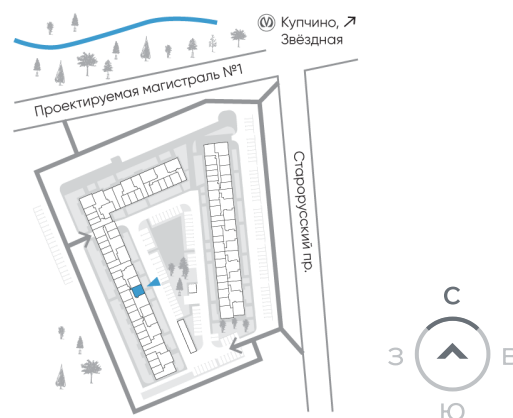 Купчино, ↗
Звёздная
Проектируемая магистраль №1
Старорусский пр.
С
З
В
Ю